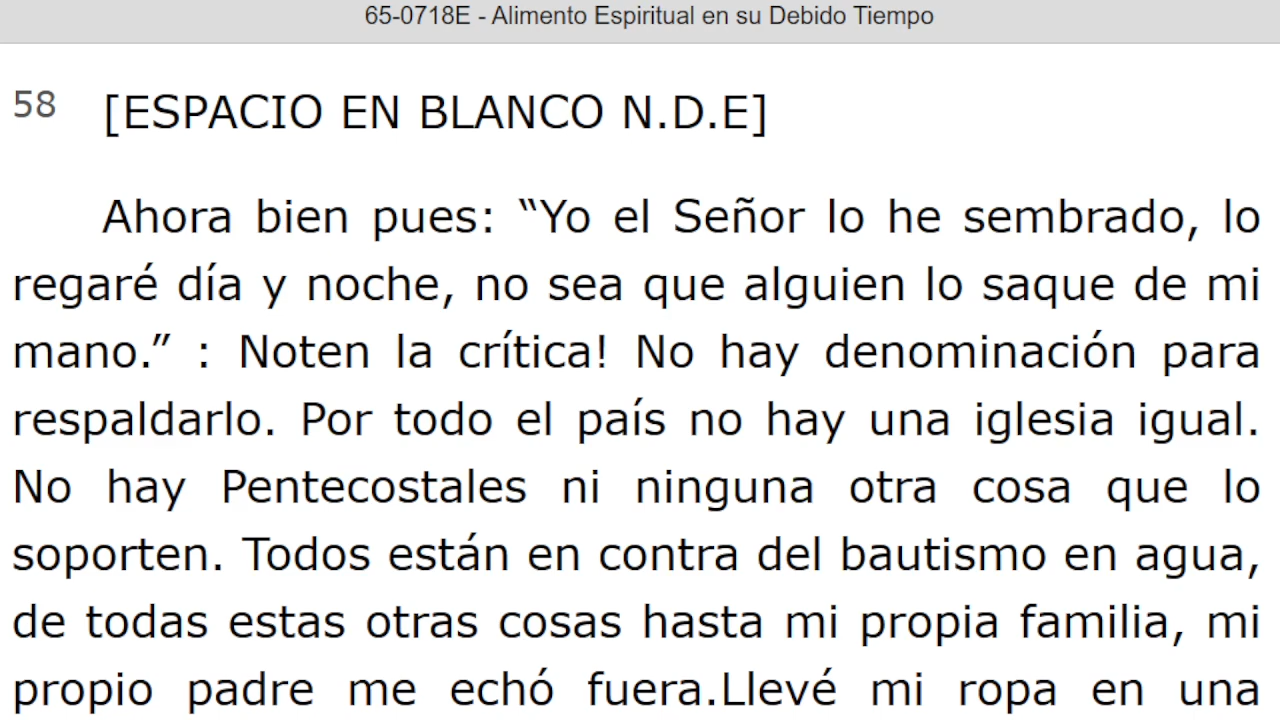 65-0718E - Alimento Espiritual en su Debido Tiempo
58 [ESPACIO EN BLANCO N.D.E]
Ahora bien pues: “Yo el Señor lo he sembrado, lo
regaré día y noche, no sea que alguien lo saque de mi
mano.” : Noten la crítica! No hay denominación para
respaldarlo. Por todo el país no hay una iglesia igual.
No hay Pentecostales ni ninguna otra cosa que lo
soporten. Todos están en contra del bautismo en agua,
de todas estas otras cosas hasta mi propia familia, mi
propio padre me echó fuera.Llevé mi ropa en una